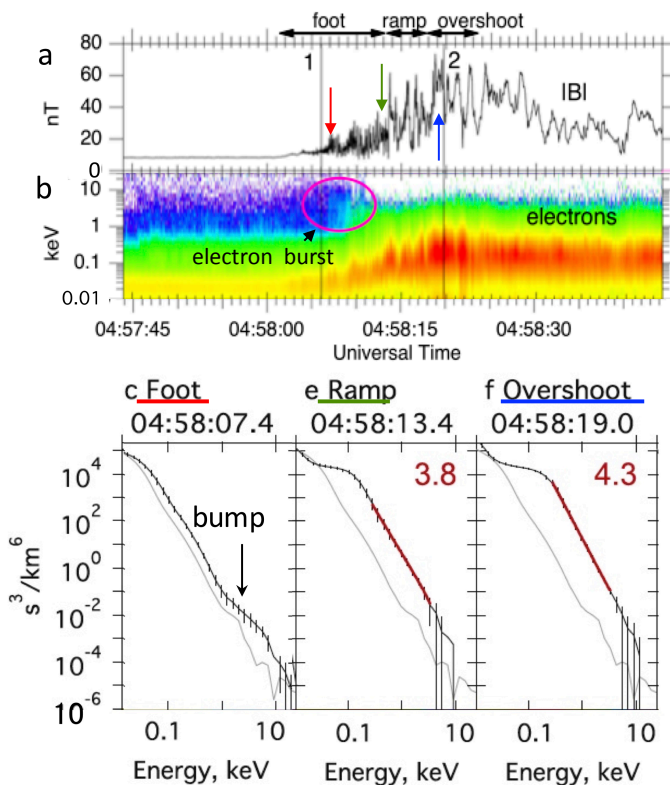 foot ramp overshoot
a
80
60
40
20
0
nT
1
2
|B|
b
10
1
0.1
0.01
keV
electrons
electron burst
04:57:45 04:58:00 04:58:15 04:58:30
Universal Time
c Foot e Ramp f Overshoot
04:58:07.4 04:58:13.4 04:58:19.0
10^4
10^2
10^0
10^-2
10^-4
10^-6
s^3/km^6
bump
3.8
4.3
0.1 10 0.1 10 0.1 10
Energy, keV Energy, keV Energy, keV